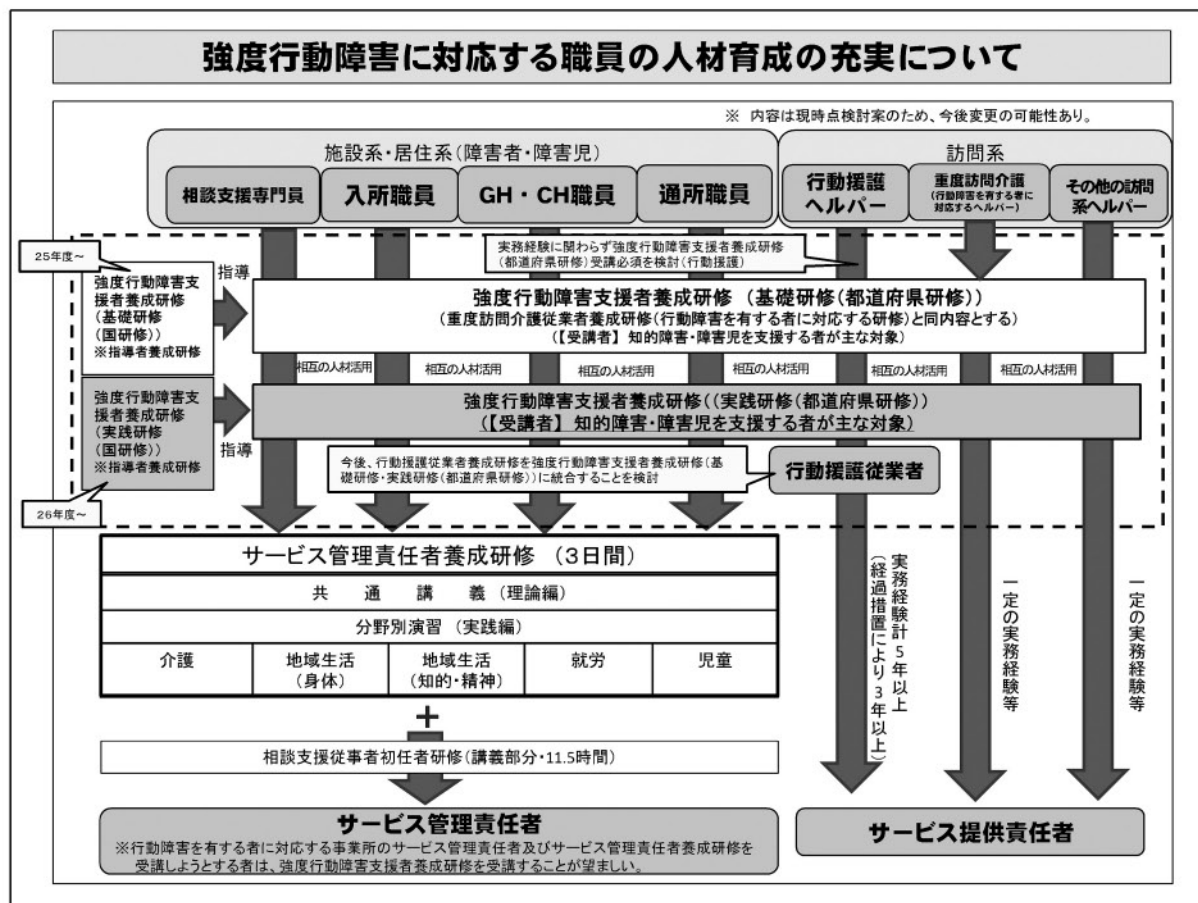 強度行動障害に対応する職員の人材育成の充実について
※ 内容は現時点検討案のため、今後変更の可能性あり。
施設系・居住系(障害者・障害児)
訪問系
相談支援専門員
入所職員
GH・CH職員
通所職員
行動援護
ヘルパー
重度訪問介護
(行動障害を有する者に
対応するヘルパー)
その他の訪問
系ヘルパー
25年度～
実務経験に関わらず強度行動障害支援者養成研修
(都道府県研修)受講必須を検討(行動援護)
強度行動障害支
援者養成研修
(基礎研修
(国研修))
※指導者養成研修
指導
強度行動障害支援者養成研修 (基礎研修(都道府県研修))
(重度訪問介護従業者養成研修(行動障害を有する者に対応する研修)と同内容とする)
(【受講者】 知的障害・障害児を支援する者が主な対象)
相互の人材活用
相互の人材活用
相互の人材活用
相互の人材活用
相互の人材活用
相互の人材活用
強度行動障害支
援者養成研修
(実践研修
(国研修))
※指導者養成研修
指導
強度行動障害支援者養成研修((実践研修(都道府県研修))
(【受講者】 知的障害・障害児を支援する者が主な対象)
今後、行動援護従業者養成研修を強度行動障害支援者養成研修(基
礎研修・実践研修(都道府県研修))に統合することを検討
行動援護従業者
26年度～
サービス管理責任者養成研修 (3日間)
共 通 講 義 (理論編)
分野別演習 (実践編)
介護
地域生活
(身体)
地域生活
(知的・精神)
就労
児童
+
相談支援従事者初任者研修(講義部分・11.5時間)
実務経験計5年以上
(経過措置により3年以上)
一定の実務経験等
一定の実務経験等
サービス管理責任者
※行動障害を有する者に対応する事業所のサービス管理責任者及びサービス管理責任者養成研修を
受講しようとする者は、強度行動障害支援者養成研修を受講することが望ましい。
サービス提供責任者